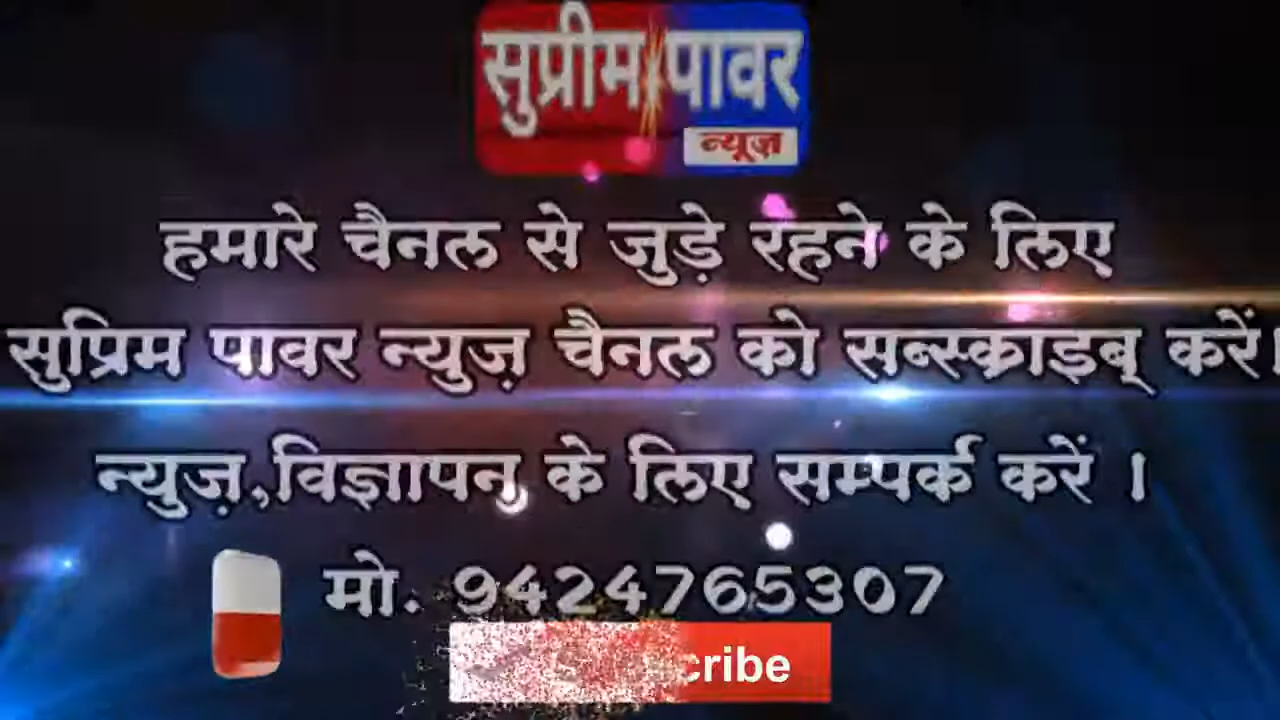 सुप्रीम पावर
न्यूज़
हमारे चैनल से जुड़े रहने के लिए
सुप्रिम पावर न्युज़ चैनल को सब्स्क्राइब् करें।
न्युज़,विज्ञापन के लिए सम्पर्क करें ।
मो. 9424765307
cribe